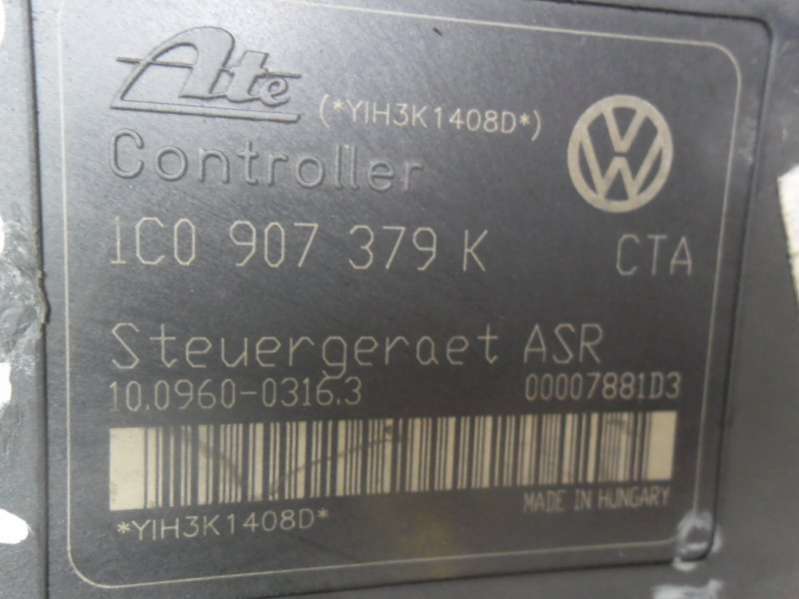 Ate (*YIH3K1408D*)
Controller
1C0 907 379 K CTA
Steuergeraet ASR
10.0960-0316.3 00007881D3
MADE IN HUNGARY
*YIH3K1408D*